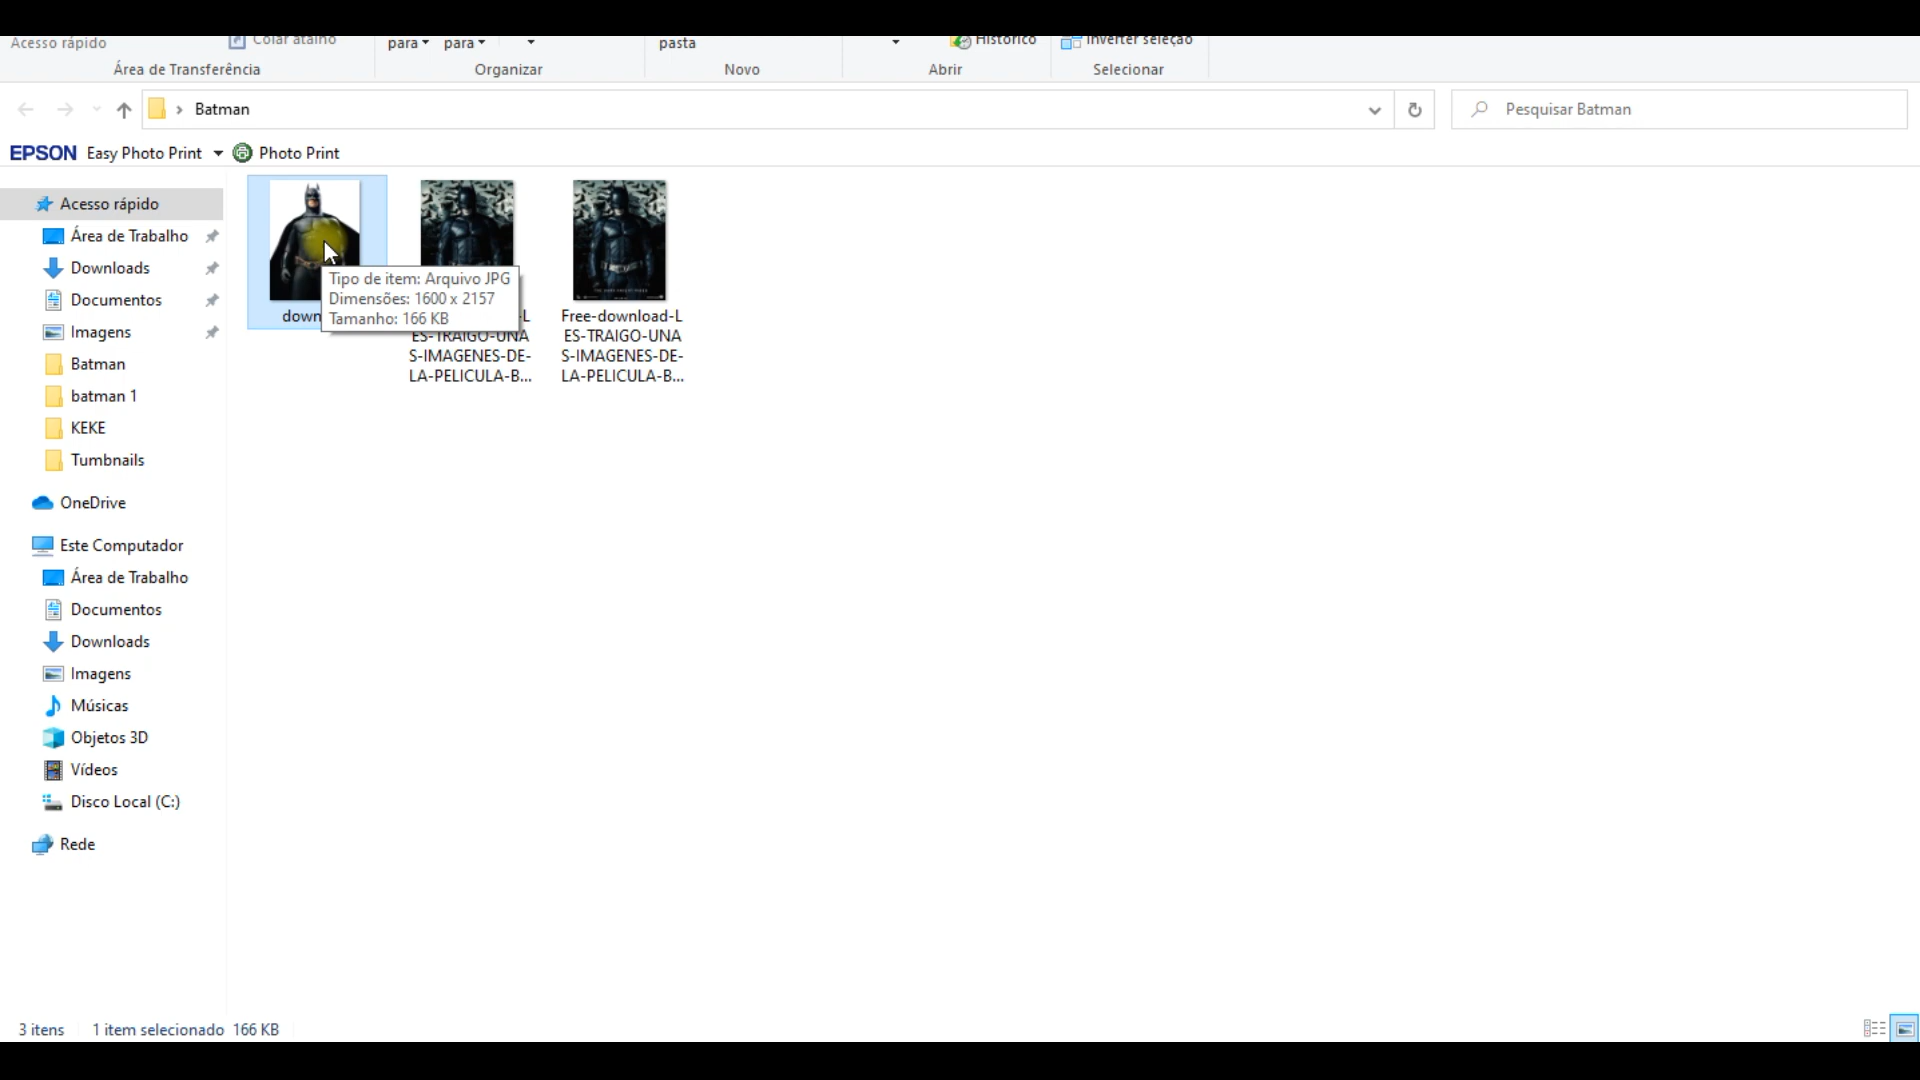 Acesso rápido
Colar atalho
para
para
pasta
Histórico
Inverter seleção
Área de Transferência
Organizar
Novo
Abrir
Selecionar
Batman
Pesquisar Batman
EPSON Easy Photo Print
Photo Print
Acesso rápido
Área de Trabalho
Downloads
Documentos
Imagens
Batman
batman 1
KEKE
Tumbnails
OneDrive
Este Computador
Área de Trabalho
Documentos
Downloads
Imagens
Músicas
Objetos 3D
Vídeos
Disco Local (C:)
Rede
down
Tipo de item: Arquivo JPG
Dimensões: 1600 x 2157
Tamanho: 166 KB
-L
ES-TRAIGO-UNA
S-IMAGENES-DE-
LA-PELICULA-B...
Free-download-L
ES-TRAIGO-UNA
S-IMAGENES-DE-
LA-PELICULA-B...
3 itens
1 item selecionado 166 KB